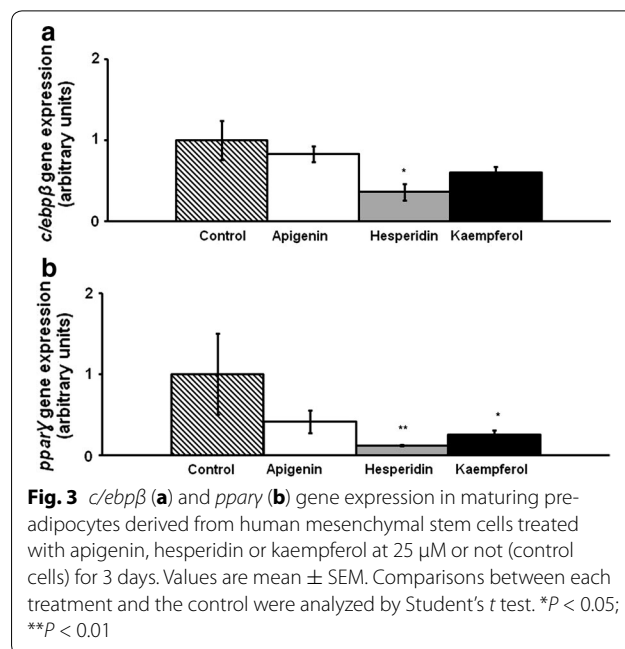 a
c/ebpβ gene expression
(arbitrary units)
2
1
0
Control Apigenin Hesperidin Kaempferol
*
b
pparγ gene expression
(arbitrary units)
2
1
0
Control Apigenin Hesperidin Kaempferol
** *
Fig. 3 c/ebpβ (a) and pparγ (b) gene expression in maturing pre-
adipocytes derived from human mesenchymal stem cells treated
with apigenin, hesperidin or kaempferol at 25 μM or not (control
cells) for 3 days. Values are mean ± SEM. Comparisons between each
treatment and the control were analyzed by Student's t test. *P < 0.05;
**P < 0.01